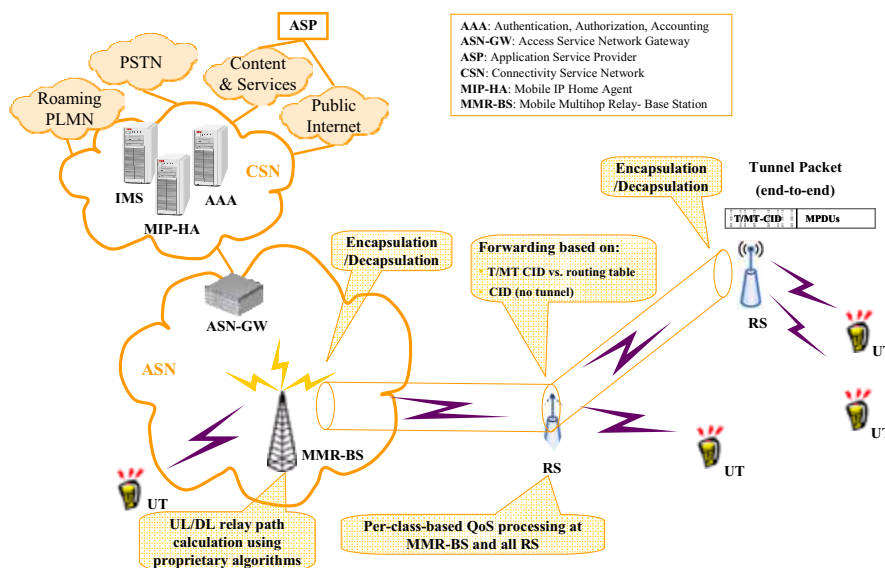 ASP
AAA: Authentication, Authorization, Accounting
ASN-GW: Access Service Network Gateway
ASP: Application Service Provider
CSN: Connectivity Service Network
MIP-HA: Mobile IP Home Agent
MMR-BS: Mobile Multihop Relay- Base Station
PSTN
Content
& Services
Roaming
PLMN
Public
Internet
CSN
IMS
AAA
MIP-HA
Encapsulation
/Decapsulation
Tunnel Packet
(end-to-end)
T/MT-CID
MPDUs
Encapsulation
/Decapsulation
Forwarding based on:
T/MT CID vs. routing table
CID (no tunnel)
ASN-GW
RS
UT
ASN
UT
MMR-BS
RS
UT
UT
UL/DL relay path
calculation using
proprietary algorithms
Per-class-based QoS processing at
MMR-BS and all RS